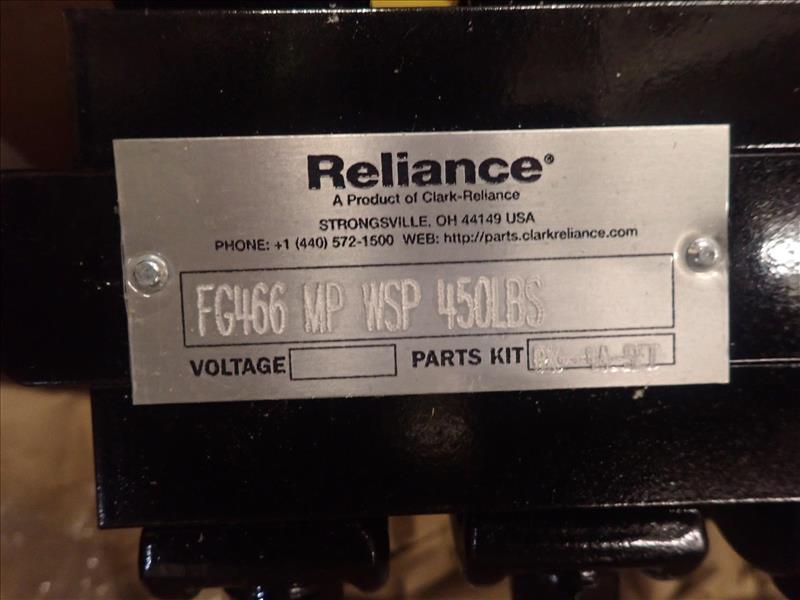 Reliance®
A Product of Clark-Reliance
STRONGSVILLE, OH 44149 USA
PHONE: +1 (440) 572-1500 WEB: http://parts.clarkreliance.com
FG466 MP WSP 450LBS
VOLTAGE PARTS KIT